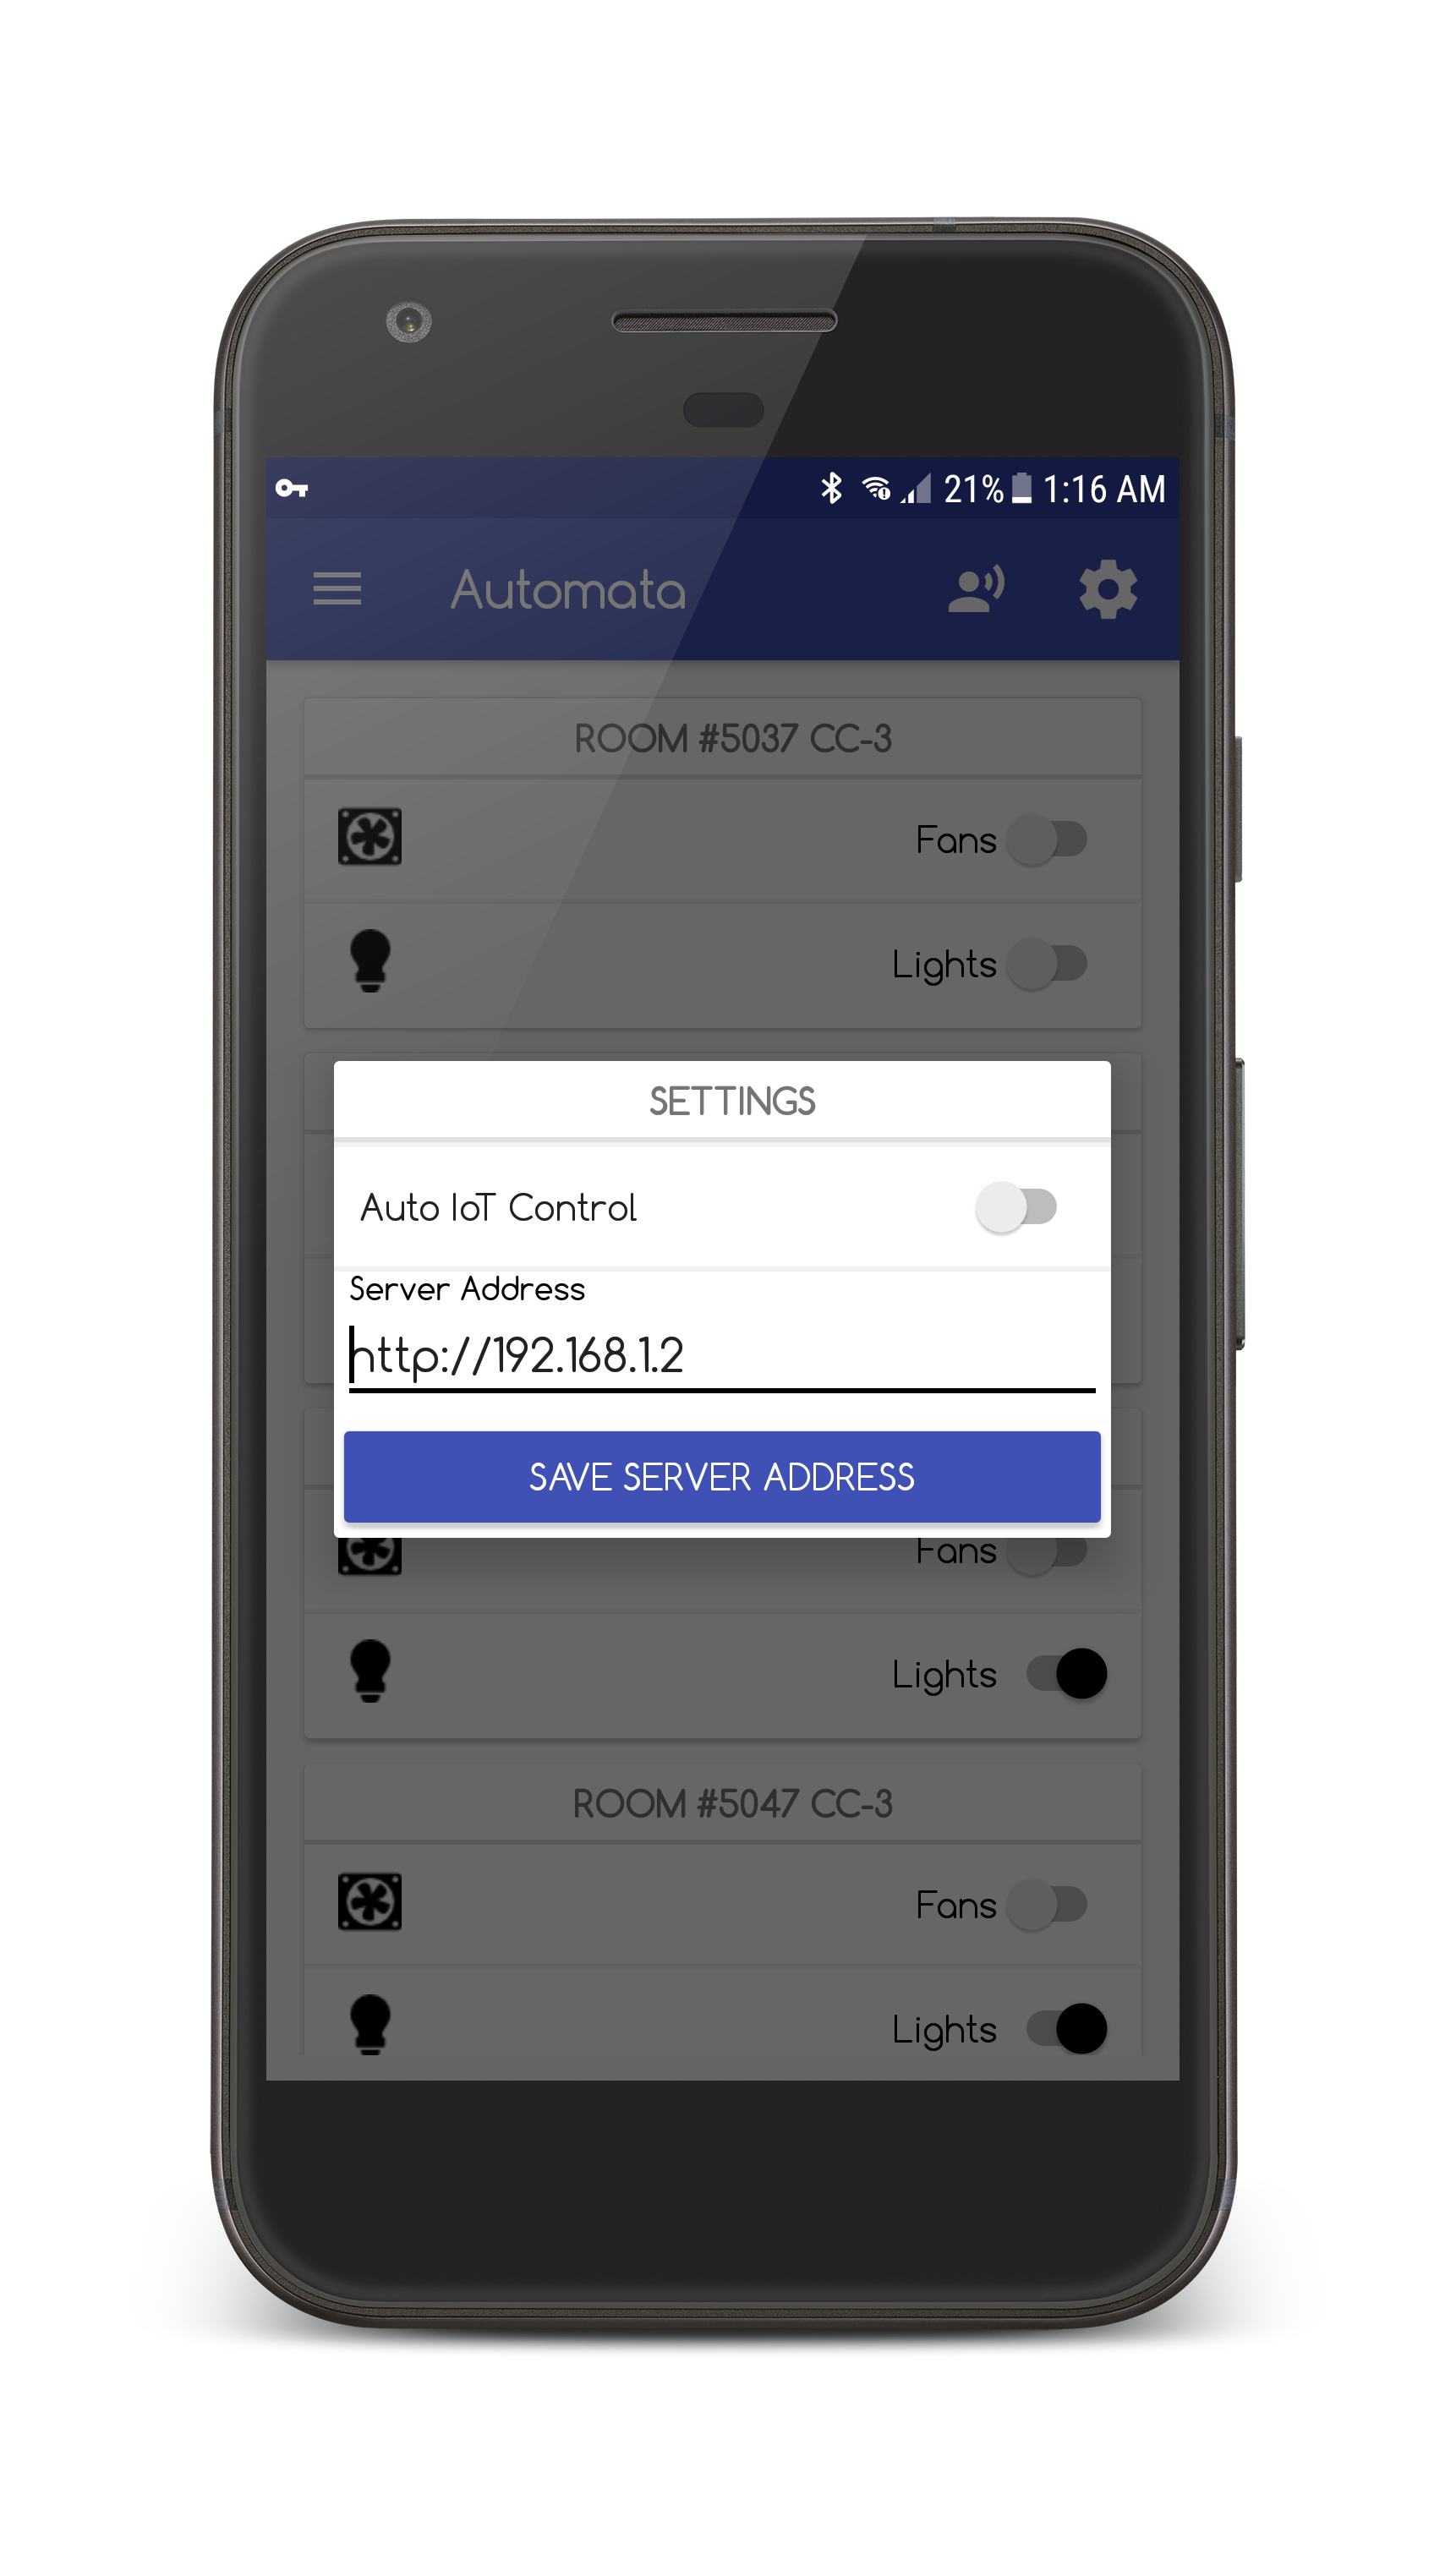 21% 1:16 AM
Automata
ROOM #5037 CC-3
Fans
Lights
SETTINGS
Auto IoT Control
Server Address
http://192.168.1.2
SAVE SERVER ADDRESS
Fans
Lights
ROOM #5047 CC-3
Fans
Lights